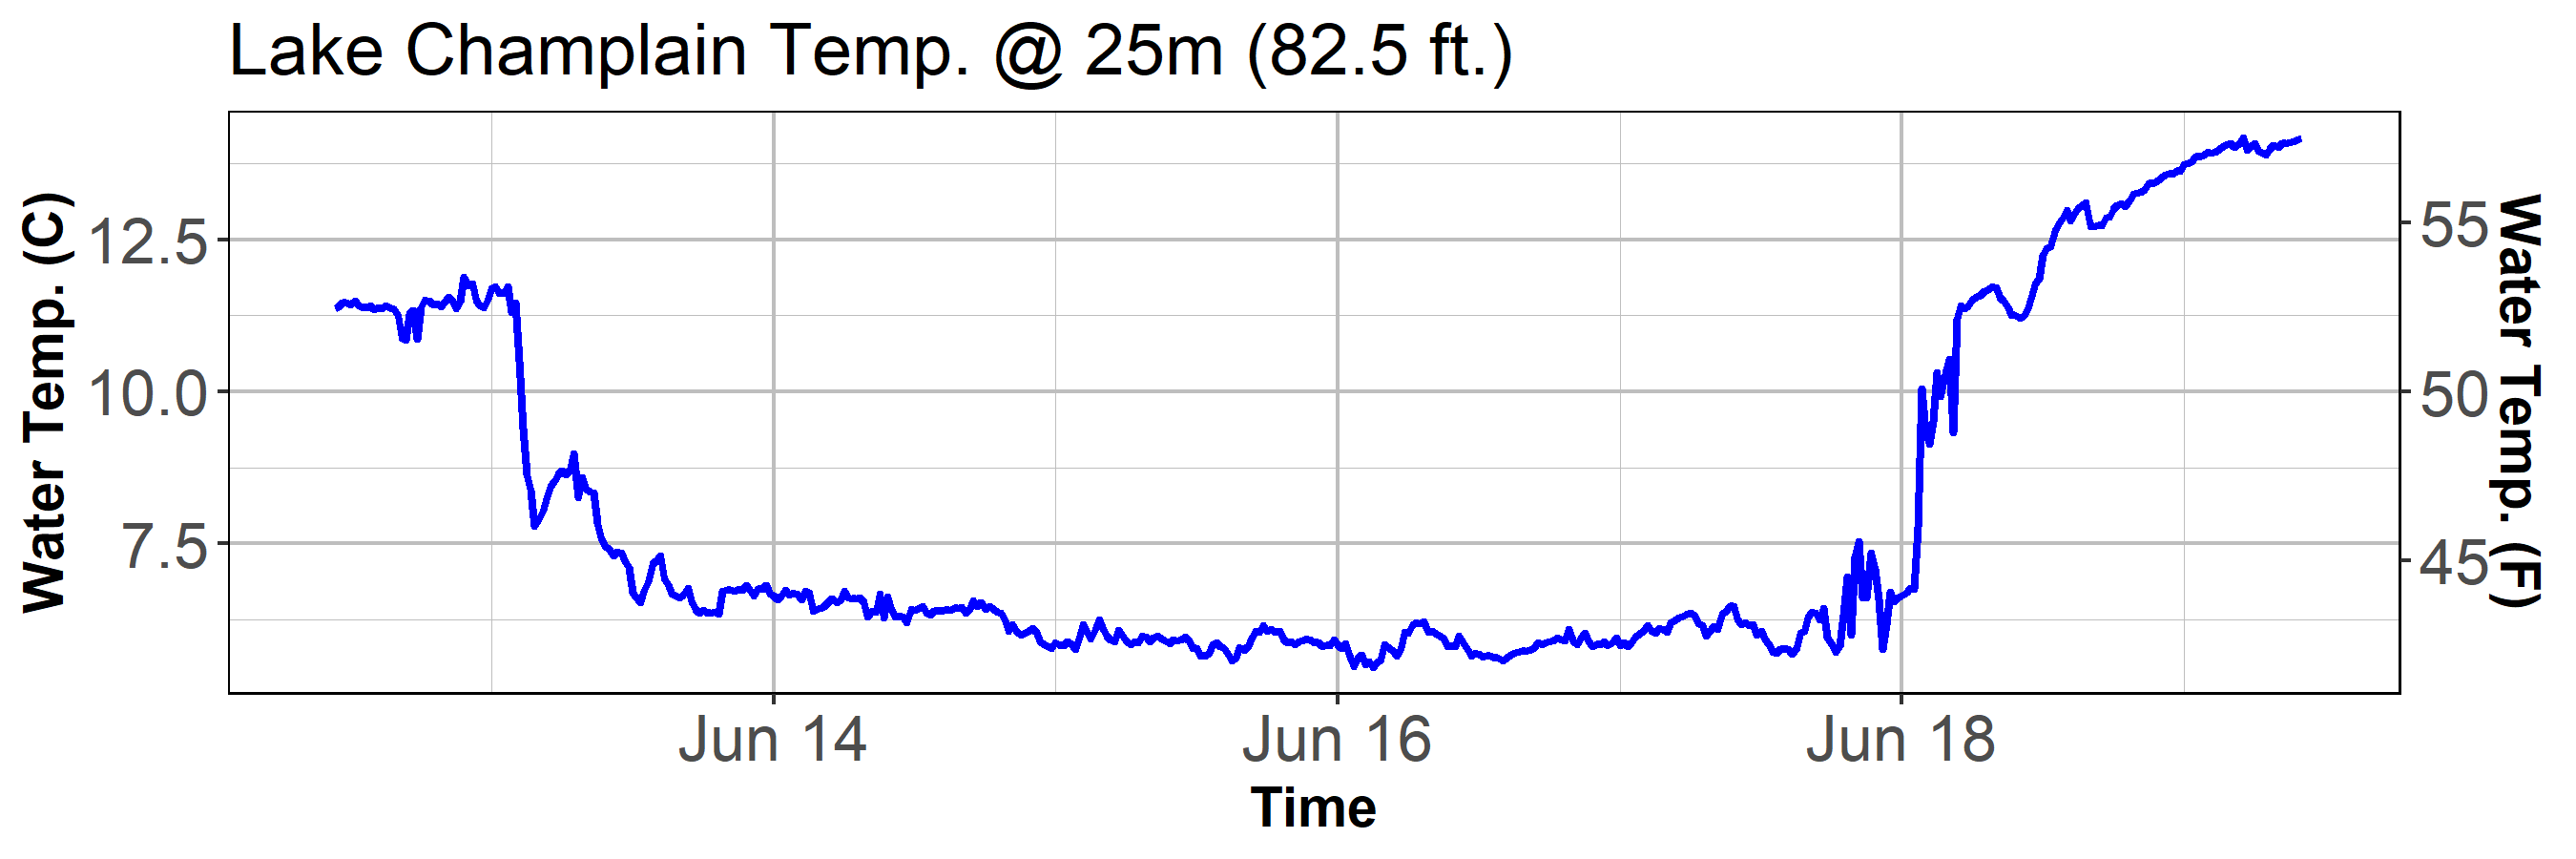 Lake Champlain Temp. @ 25m (82.5 ft.)
Water Temp. (C)
12.5
10.0
7.5
55
50
45
Water Temp. (F)
Jun 14 Jun 16 Jun 18
Time